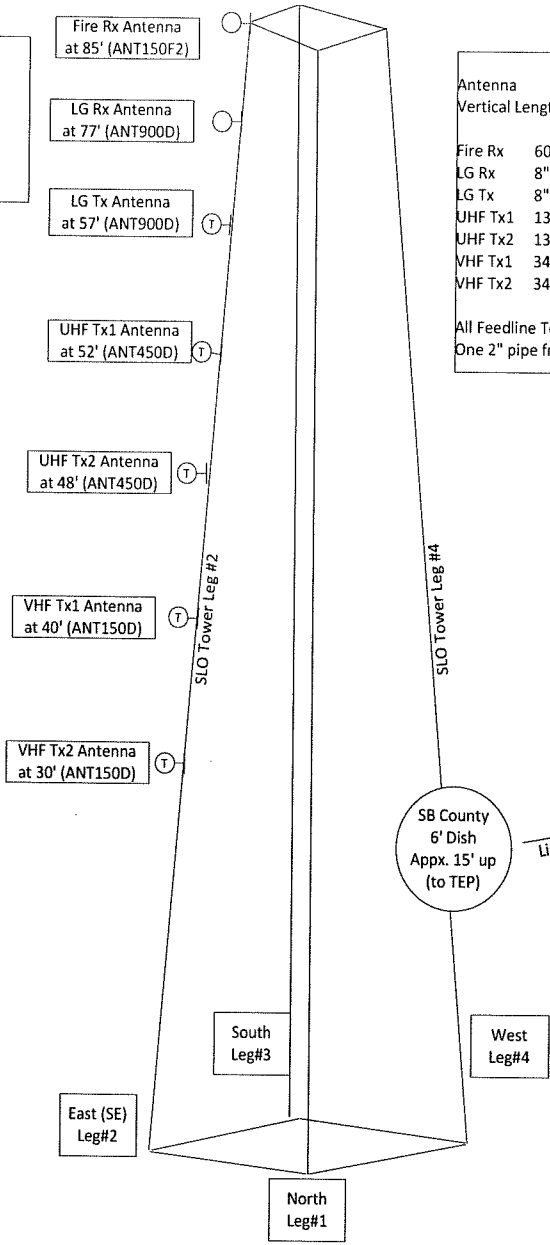 Fire Rx Antenna
at 85' (ANT150F2)
LG Rx Antenna
at 77' (ANT900D)
LG Tx Antenna
at 57' (ANT900D)
T
UHF Tx1 Antenna
at 52' (ANT450D)
T
UHF Tx2 Antenna
at 48' (ANT450D)
T
VHF Tx1 Antenna
at 40' (ANT150D)
T
VHF Tx2 Antenna
at 30' (ANT150D)
T
SLO Tower Leg #2
SLO Tower Leg #4
Antenna
Vertical Lengt
Fire Rx 60
LG Rx 8"
LG Tx 8"
UHF Tx1 13
UHF Tx2 13
VHF Tx1 34
VHF Tx2 34
All Feedline T
One 2" pipe f
SB County
6' Dish
Appx. 15' up
(to TEP)
Li
South
Leg#3
West
Leg#4
East (SE)
Leg#2
North
Leg#1